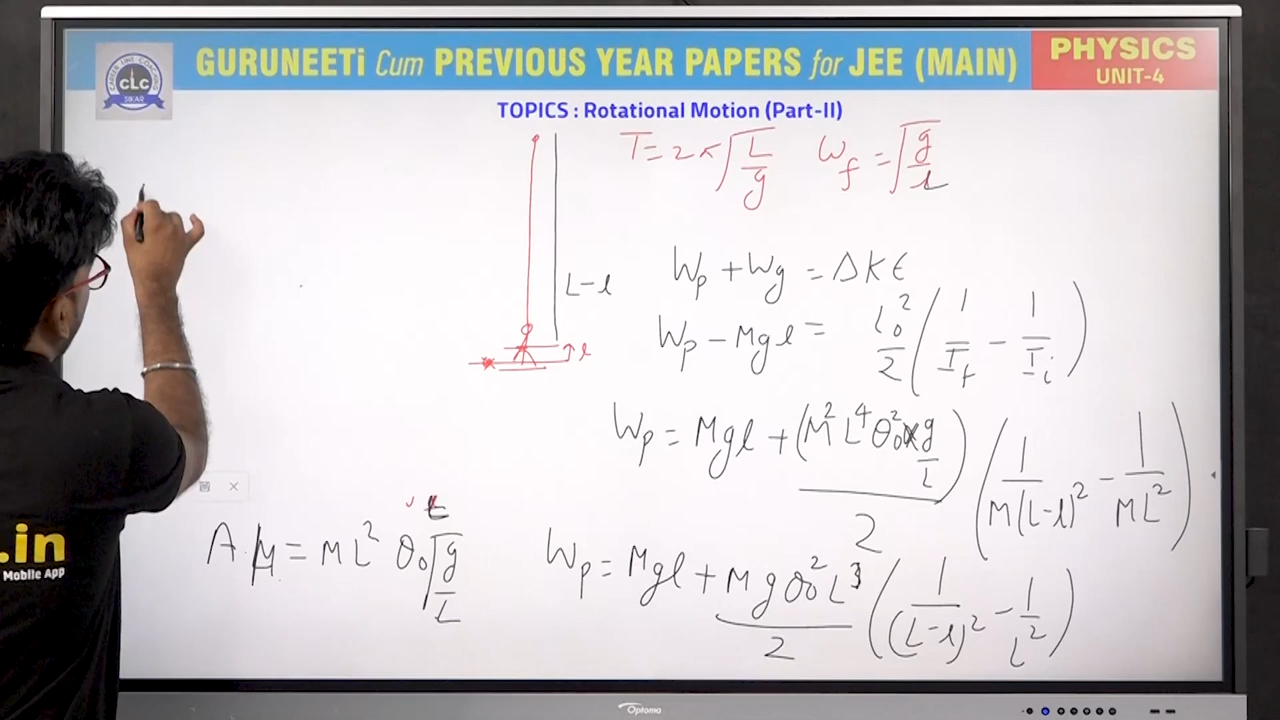 GURUNEETi Cum PREVIOUS YEAR PAPERS for JEE (MAIN)
PHYSICS
UNIT-4
CLC
SIKAR
TOPICS : Rotational Motion (Part-II)
T = 2π√(L/g) W_f = √(g/l)
L-l
l
W_p + W_g = ΔKE
W_p - Mgl = L_0²/2 (1/I_f - 1/I_i)
W_p = Mgl + (M²L⁴θ_0² × g/L)/2 (1/M(L-l)² - 1/ML²)
A.M = ML² θ_0 √(g/L)
W_p = Mgl + Mgθ_0²L³/2 (1/(L-l)² - 1/L²)
.in
Mobile App
Optoma